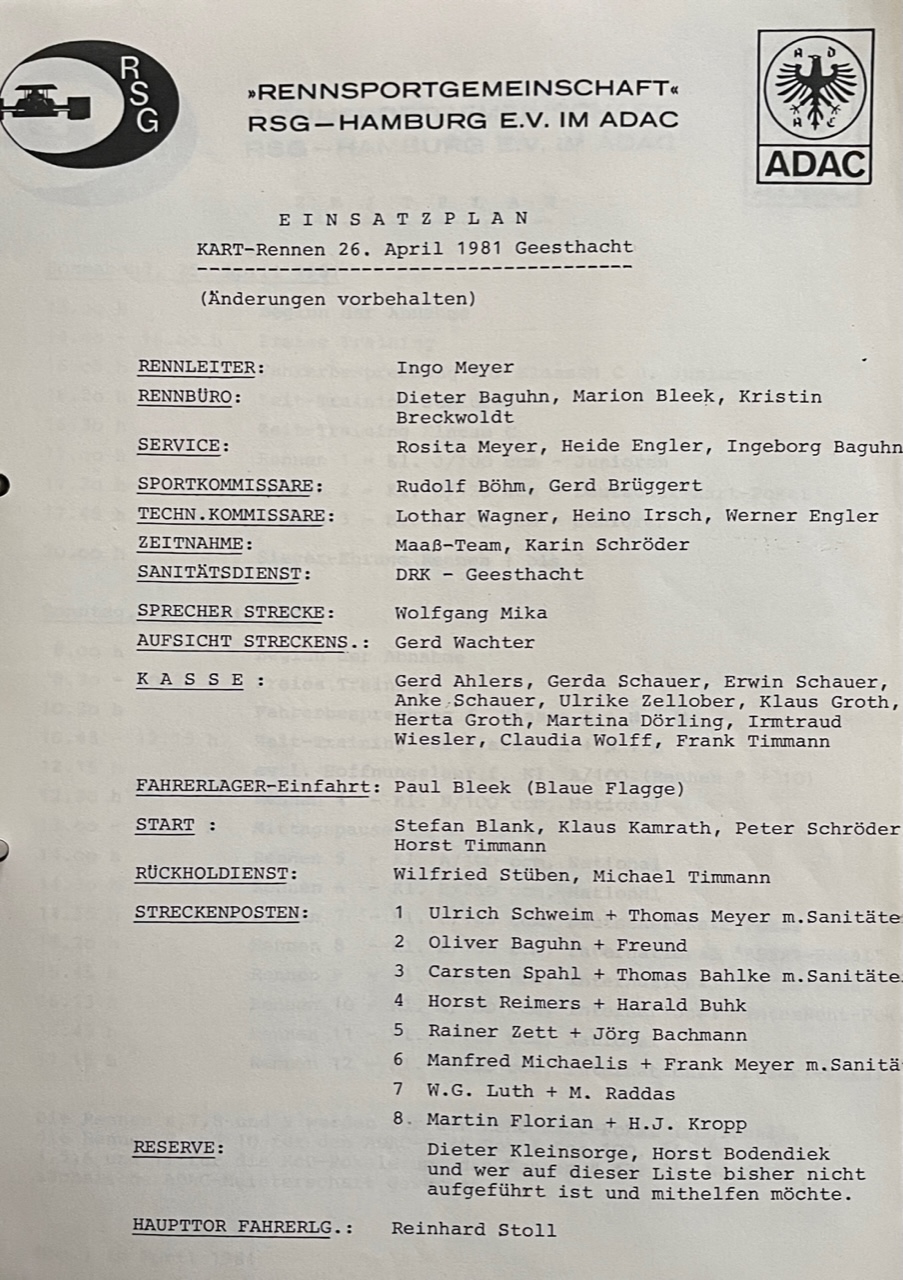 RSG
»RENNSPORTGEMEINSCHAFT«
RSG–HAMBURG E.V. IM ADAC
ADAC
ADAC
E I N S A T Z P L A N
KART-Rennen 26. April 1981 Geesthacht
(Änderungen vorbehalten)
RENNLEITER: Ingo Meyer
RENNBÜRO: Dieter Baguhn, Marion Bleek, Kristin
Breckwoldt
SERVICE: Rosita Meyer, Heide Engler, Ingeborg Baguhn
SPORTKOMMISSARE: Rudolf Böhm, Gerd Brüggert
TECHN.KOMMISSARE: Lothar Wagner, Heino Irsch, Werner Engler
ZEITNAHME: Maaß-Team, Karin Schröder
SANITÄTSDIENST: DRK - Geesthacht
SPRECHER STRECKE: Wolfgang Mika
AUFSICHT STRECKENS.: Gerd Wachter
K A S S E : Gerd Ahlers, Gerda Schauer, Erwin Schauer,
Anke Schauer, Ulrike Zellober, Klaus Groth,
Herta Groth, Martina Dörling, Irmtraud
Wiesler, Claudia Wolff, Frank Timmann
FAHRERLAGER-Einfahrt: Paul Bleek (Blaue Flagge)
START : Stefan Blank, Klaus Kamrath, Peter Schröder
Horst Timmann
RÜCKHOLDIENST: Wilfried Stüben, Michael Timmann
STRECKENPOSTEN: 1 Ulrich Schweim + Thomas Meyer m.Sanitäte
2 Oliver Baguhn + Freund
3 Carsten Spahl + Thomas Bahlke m.Sanitäte
4 Horst Reimers + Harald Buhk
5 Rainer Zett + Jörg Bachmann
6 Manfred Michaelis + Frank Meyer m.Sanitä
7 W.G. Luth + M. Raddas
8. Martin Florian + H.J. Kropp
RESERVE: Dieter Kleinsorge, Horst Bodendiek
und wer auf dieser Liste bisher nicht
aufgeführt ist und mithelfen möchte.
HAUPTTOR FAHRERLG.: Reinhard Stoll